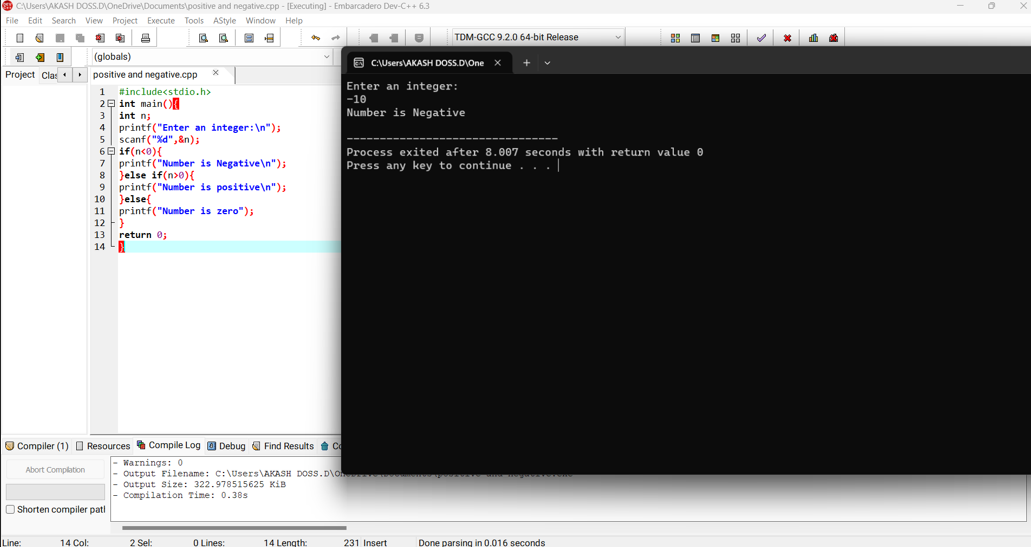 C:\Users\AKASH DOSS.D\OneDrive\Documents\positive and negative.cpp - [Executing] - Embarcadero Dev-C++ 6.3
File Edit Search View Project Execute Tools AStyle Window Help
TDM-GCC 9.2.0 64-bit Release
(globals)
Project Clas
positive and negative.cpp
1 #include<stdio.h>
2 int main(){
3 int n;
4 printf("Enter an integer:\n");
5 scanf("%d",&n);
6 if(n<0){
7 printf("Number is Negative\n");
8 }else if(n>0){
9 printf("Number is positive\n");
10 }else{
11 printf("Number is zero");
12 }
13 return 0;
14 }
C:\Users\AKASH DOSS.D\One
Enter an integer:
-10
Number is Negative
--------------------------------
Process exited after 8.007 seconds with return value 0
Press any key to continue . . .
Compiler (1) Resources Compile Log Debug Find Results
Abort Compilation
Shorten compiler patl
- Warnings: 0
- Output Filename: C:\Users\AKASH DOSS.D\
- Output Size: 322.978515625 KiB
- Compilation Time: 0.38s
Line: 14 Col: 2 Sel: 0 Lines: 14 Length: 231 Insert Done parsing in 0.016 seconds